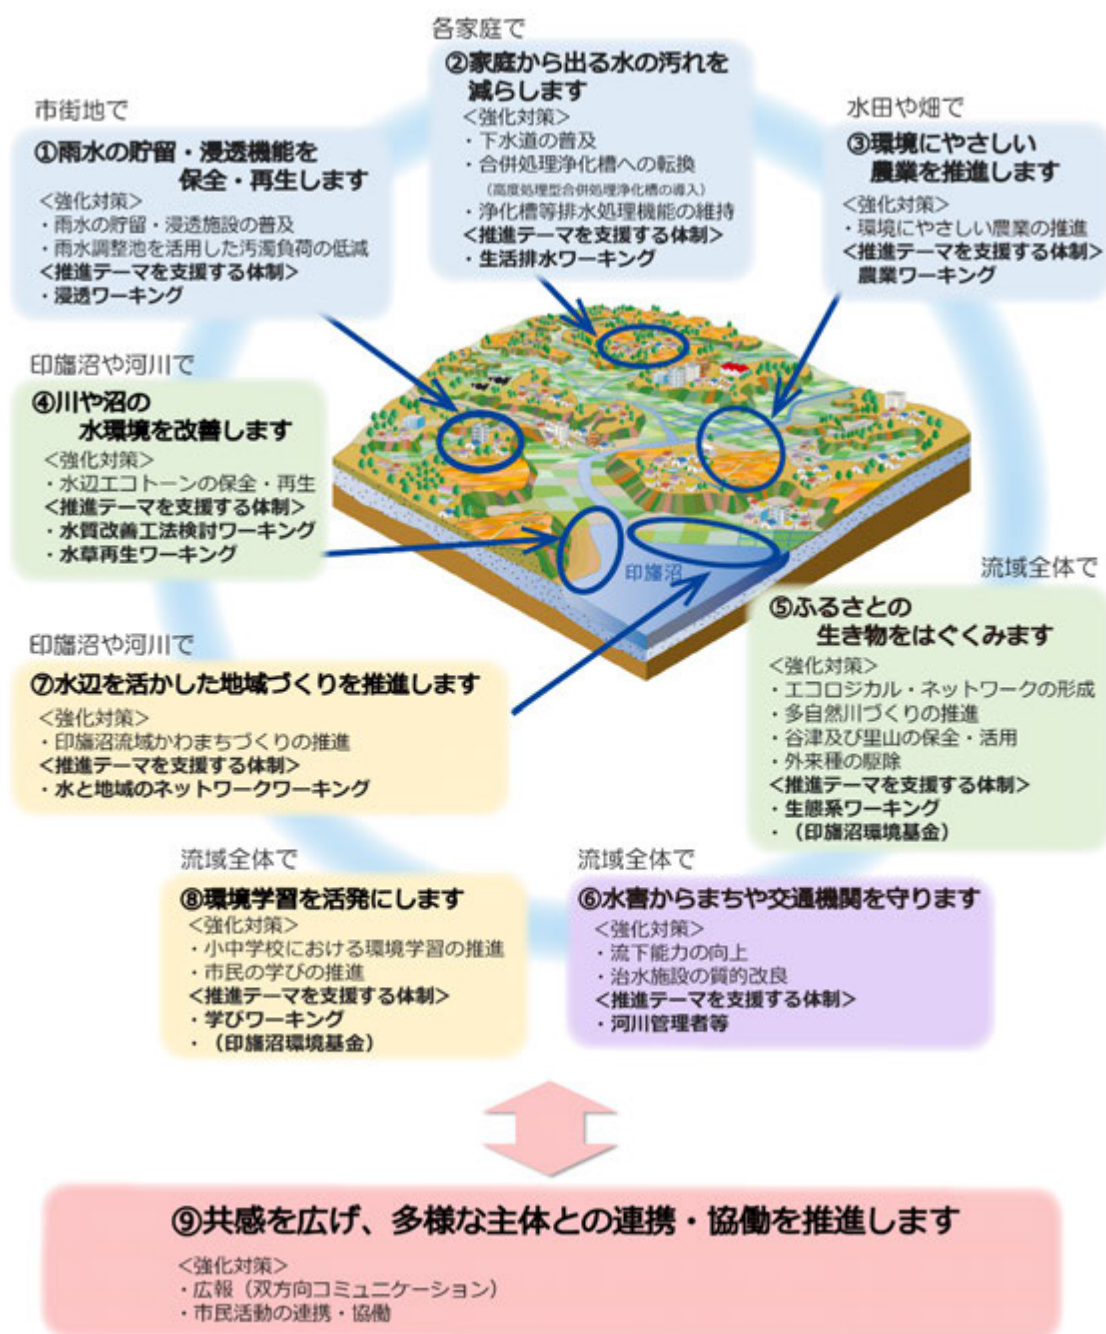 市街地で
①雨水の貯留・浸透機能を
保全・再生します
<強化対策>
・雨水の貯留・浸透施設の普及
・雨水調整池を活用した汚濁負荷の低減
<推進テーマを支援する体制>
・浸透ワーキング
各家庭で
②家庭から出る水の汚れを
減らします
<強化対策>
・下水道の普及
・合併処理浄化槽への転換
（高度処理型合併処理浄化槽の導入）
・浄化槽等排水処理機能の維持
<推進テーマを支援する体制>
・生活排水ワーキング
水田や畑で
③環境にやさしい
農業を推進します
<強化対策>
・環境にやさしい農業の推進
<推進テーマを支援する体制>
農業ワーキング
印旛沼や河川で
④川や沼の
水環境を改善します
<強化対策>
・水辺エコトーンの保全・再生
<推進テーマを支援する体制>
・水質改善工法検討ワーキング
・水草再生ワーキング
印旛沼
流域全体で
⑤ふるさとの
生き物をはぐくみます
<強化対策>
・エコロジカル・ネットワークの形成
・多自然川づくりの推進
・谷津及び里山の保全・活用
・外来種の駆除
<推進テーマを支援する体制>
・生態系ワーキング
・（印旛沼環境基金）
印旛沼や河川で
⑦水辺を活かした地域づくりを推進します
<強化対策>
・印旛沼流域かわまちづくりの推進
<推進テーマを支援する体制>
・水と地域のネットワークワーキング
流域全体で
⑧環境学習を活発にします
<強化対策>
・小中学校における環境学習の推進
・市民の学びの推進
<推進テーマを支援する体制>
・学びワーキング
・（印旛沼環境基金）
流域全体で
⑥水害からまちや交通機関を守ります
<強化対策>
・流下能力の向上
・治水施設の質的改良
<推進テーマを支援する体制>
・河川管理者等
⑨共感を広げ、多様な主体との連携・協働を推進します
<強化対策>
・広報（双方向コミュニケーション）
・市民活動の連携・協働